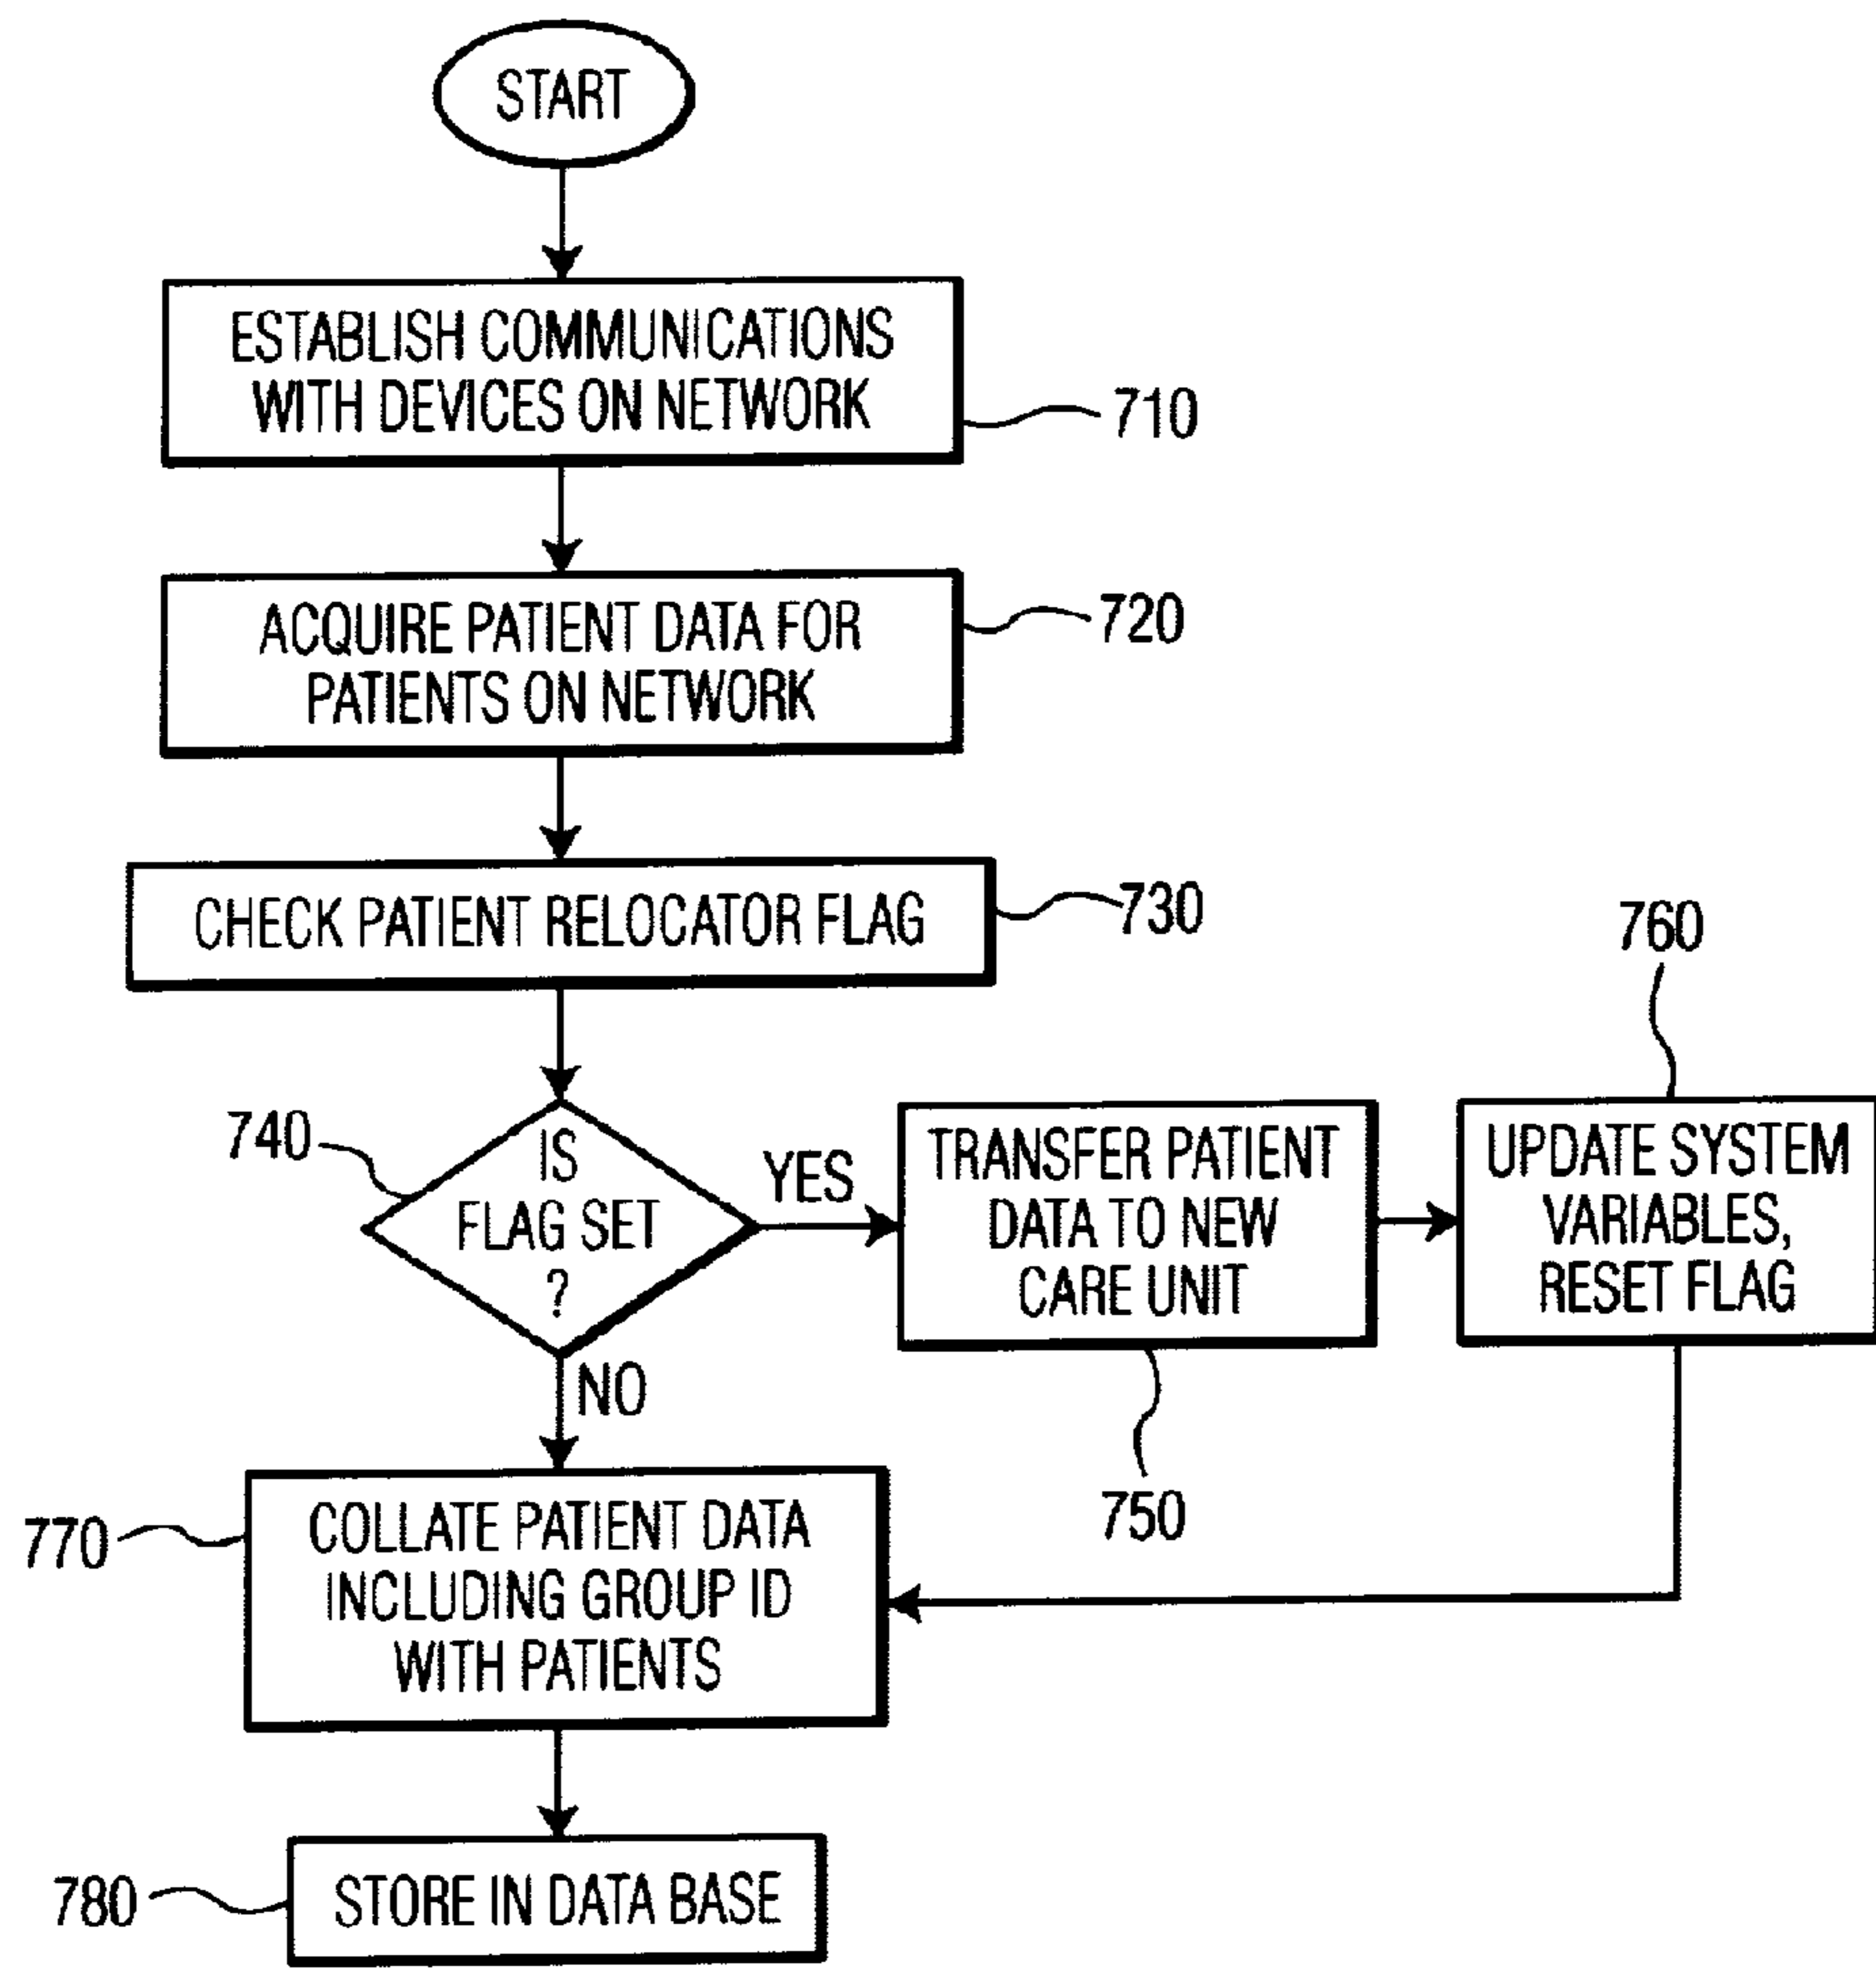 START
ESTABLISH COMMUNICATIONS
WITH DEVICES ON NETWORK
710
ACQUIRE PATIENT DATA FOR
PATIENTS ON NETWORK
720
CHECK PATIENT RELOCATOR FLAG
730
740
IS
FLAG SET
?
YES
NO
TRANSFER PATIENT
DATA TO NEW
CARE UNIT
750
760
UPDATE SYSTEM
VARIABLES,
RESET FLAG
770
COLLATE PATIENT DATA
INCLUDING GROUP ID
WITH PATIENTS
780
STORE IN DATA BASE